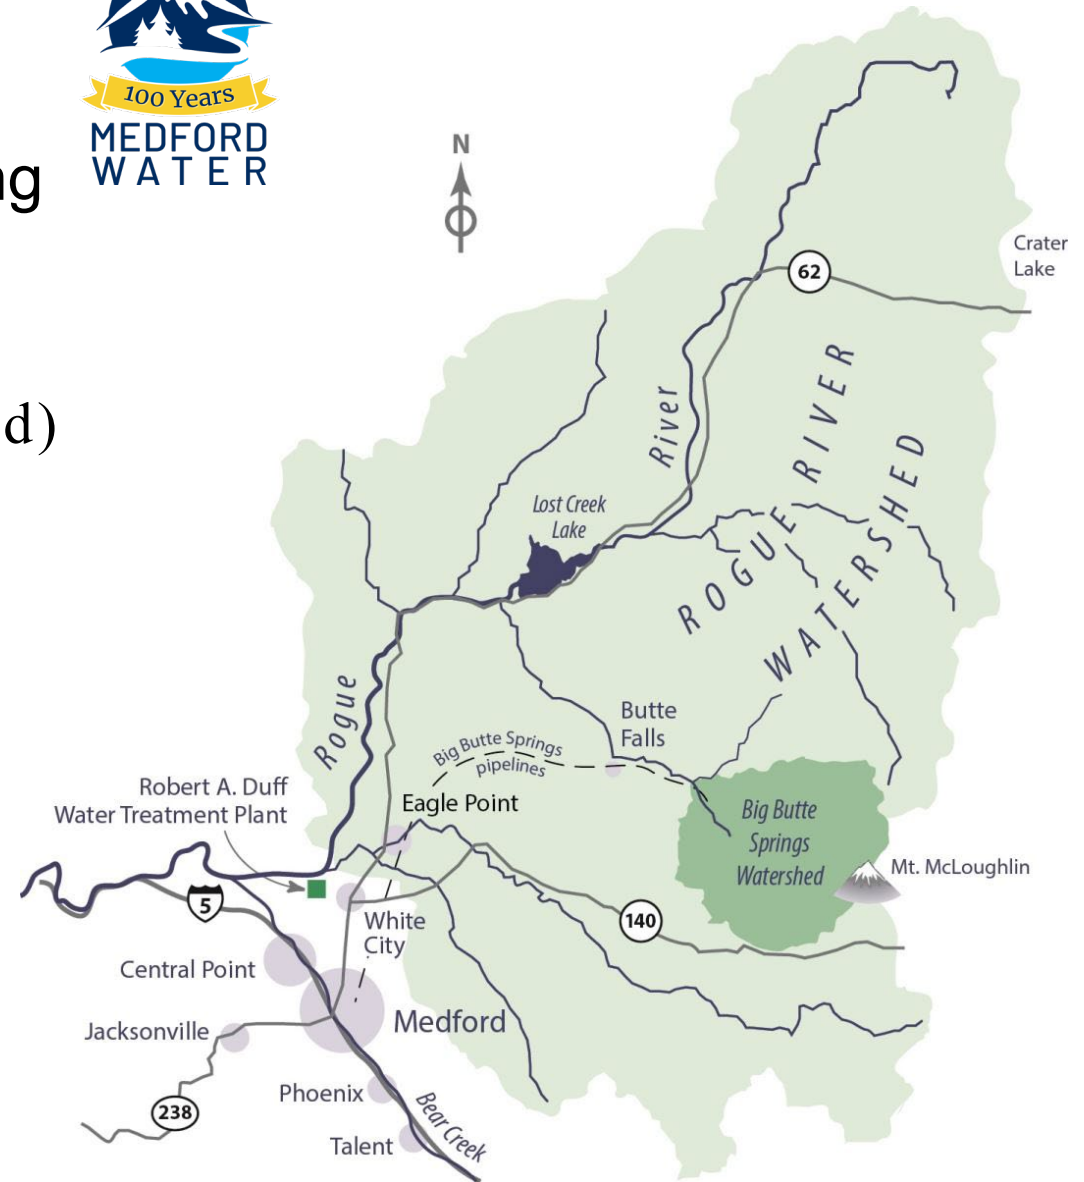 100 Years
MEDFORD
WATER
ng
d)
N
Crater
Lake
62
River
ROGUE RIVER
WATERSHED
Lost Creek
Lake
Rogue
Butte
Falls
Big Butte Springs
pipelines
Robert A. Duff
Water Treatment Plant
Eagle Point
Big Butte
Springs
Watershed
Mt. McLoughlin
5
White
City
140
Central Point
Medford
Jacksonville
238
Phoenix
Bear Creek
Talent